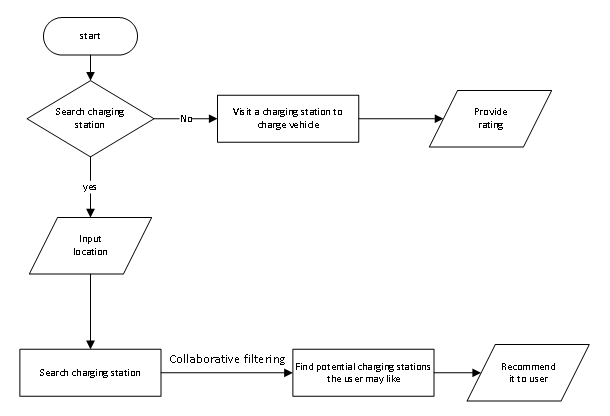 start
Search charging
station
No
Visit a charging station to
charge vehicle
Provide
rating
yes
Input
location
Search charging station
Collaborative filtering
Find potential charging stations
the user may like
Recommend
it to user